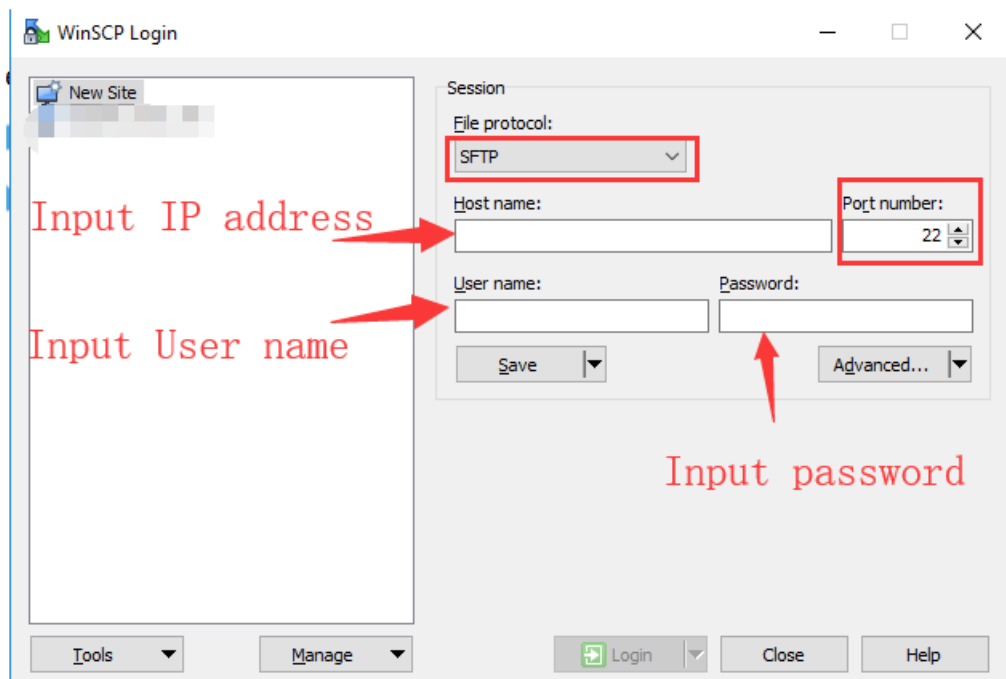 WinSCP Login
New Site
Session
File protocol:
SFTP
Input IP address
Host name:
Port number:
22
User name:
Password:
Input User name
Save
Advanced...
Input password
Tools
Manage
Login
Close
Help